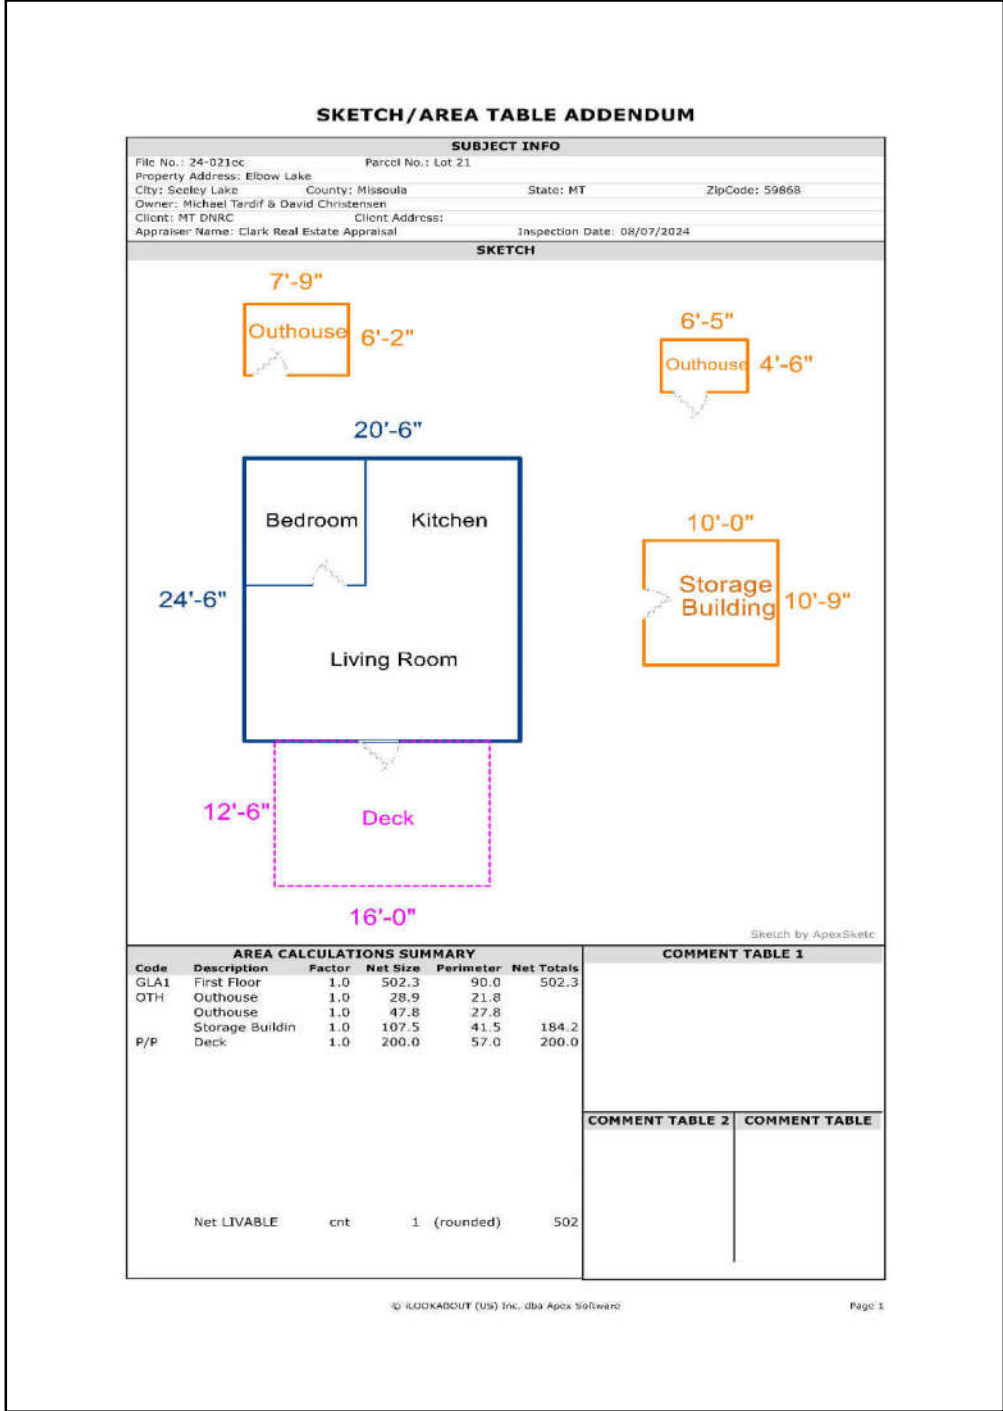 SKETCH/AREA TABLE ADDENDUM
SUBJECT INFO
File No.: 24-021ec Parcel No.: Lot 21
Property Address: Elbow Lake
City: Seeley Lake County: Missoula State: MT ZipCode: 59868
Owner: Michael Tardif & David Christensen
Client: MT DNRC Client Address:
Appraiser Name: Clark Real Estate Appraisal Inspection Date: 08/07/2024
SKETCH
7'-9"
Outhouse 6'-2"
6'-5"
Outhouse 4'-6"
20'-6"
Bedroom Kitchen
24'-6"
Living Room
10'-0"
Storage
Building 10'-9"
12'-6" Deck
16'-0"
Sketch by ApexSketc
AREA CALCULATIONS SUMMARY
Code Description Factor Net Size Perimeter Net Totals
GLA1 First Floor 1.0 502.3 90.0 502.3
OTH Outhouse 1.0 28.9 21.8
Outhouse 1.0 47.8 27.8
Storage Buildin 1.0 107.5 41.5 184.2
P/P Deck 1.0 200.0 57.0 200.0
Net LIVABLE cnt 1 (rounded) 502
COMMENT TABLE 1
COMMENT TABLE 2 COMMENT TABLE
© iLOOKABOUT (US) Inc. dba Apex Software Page 1